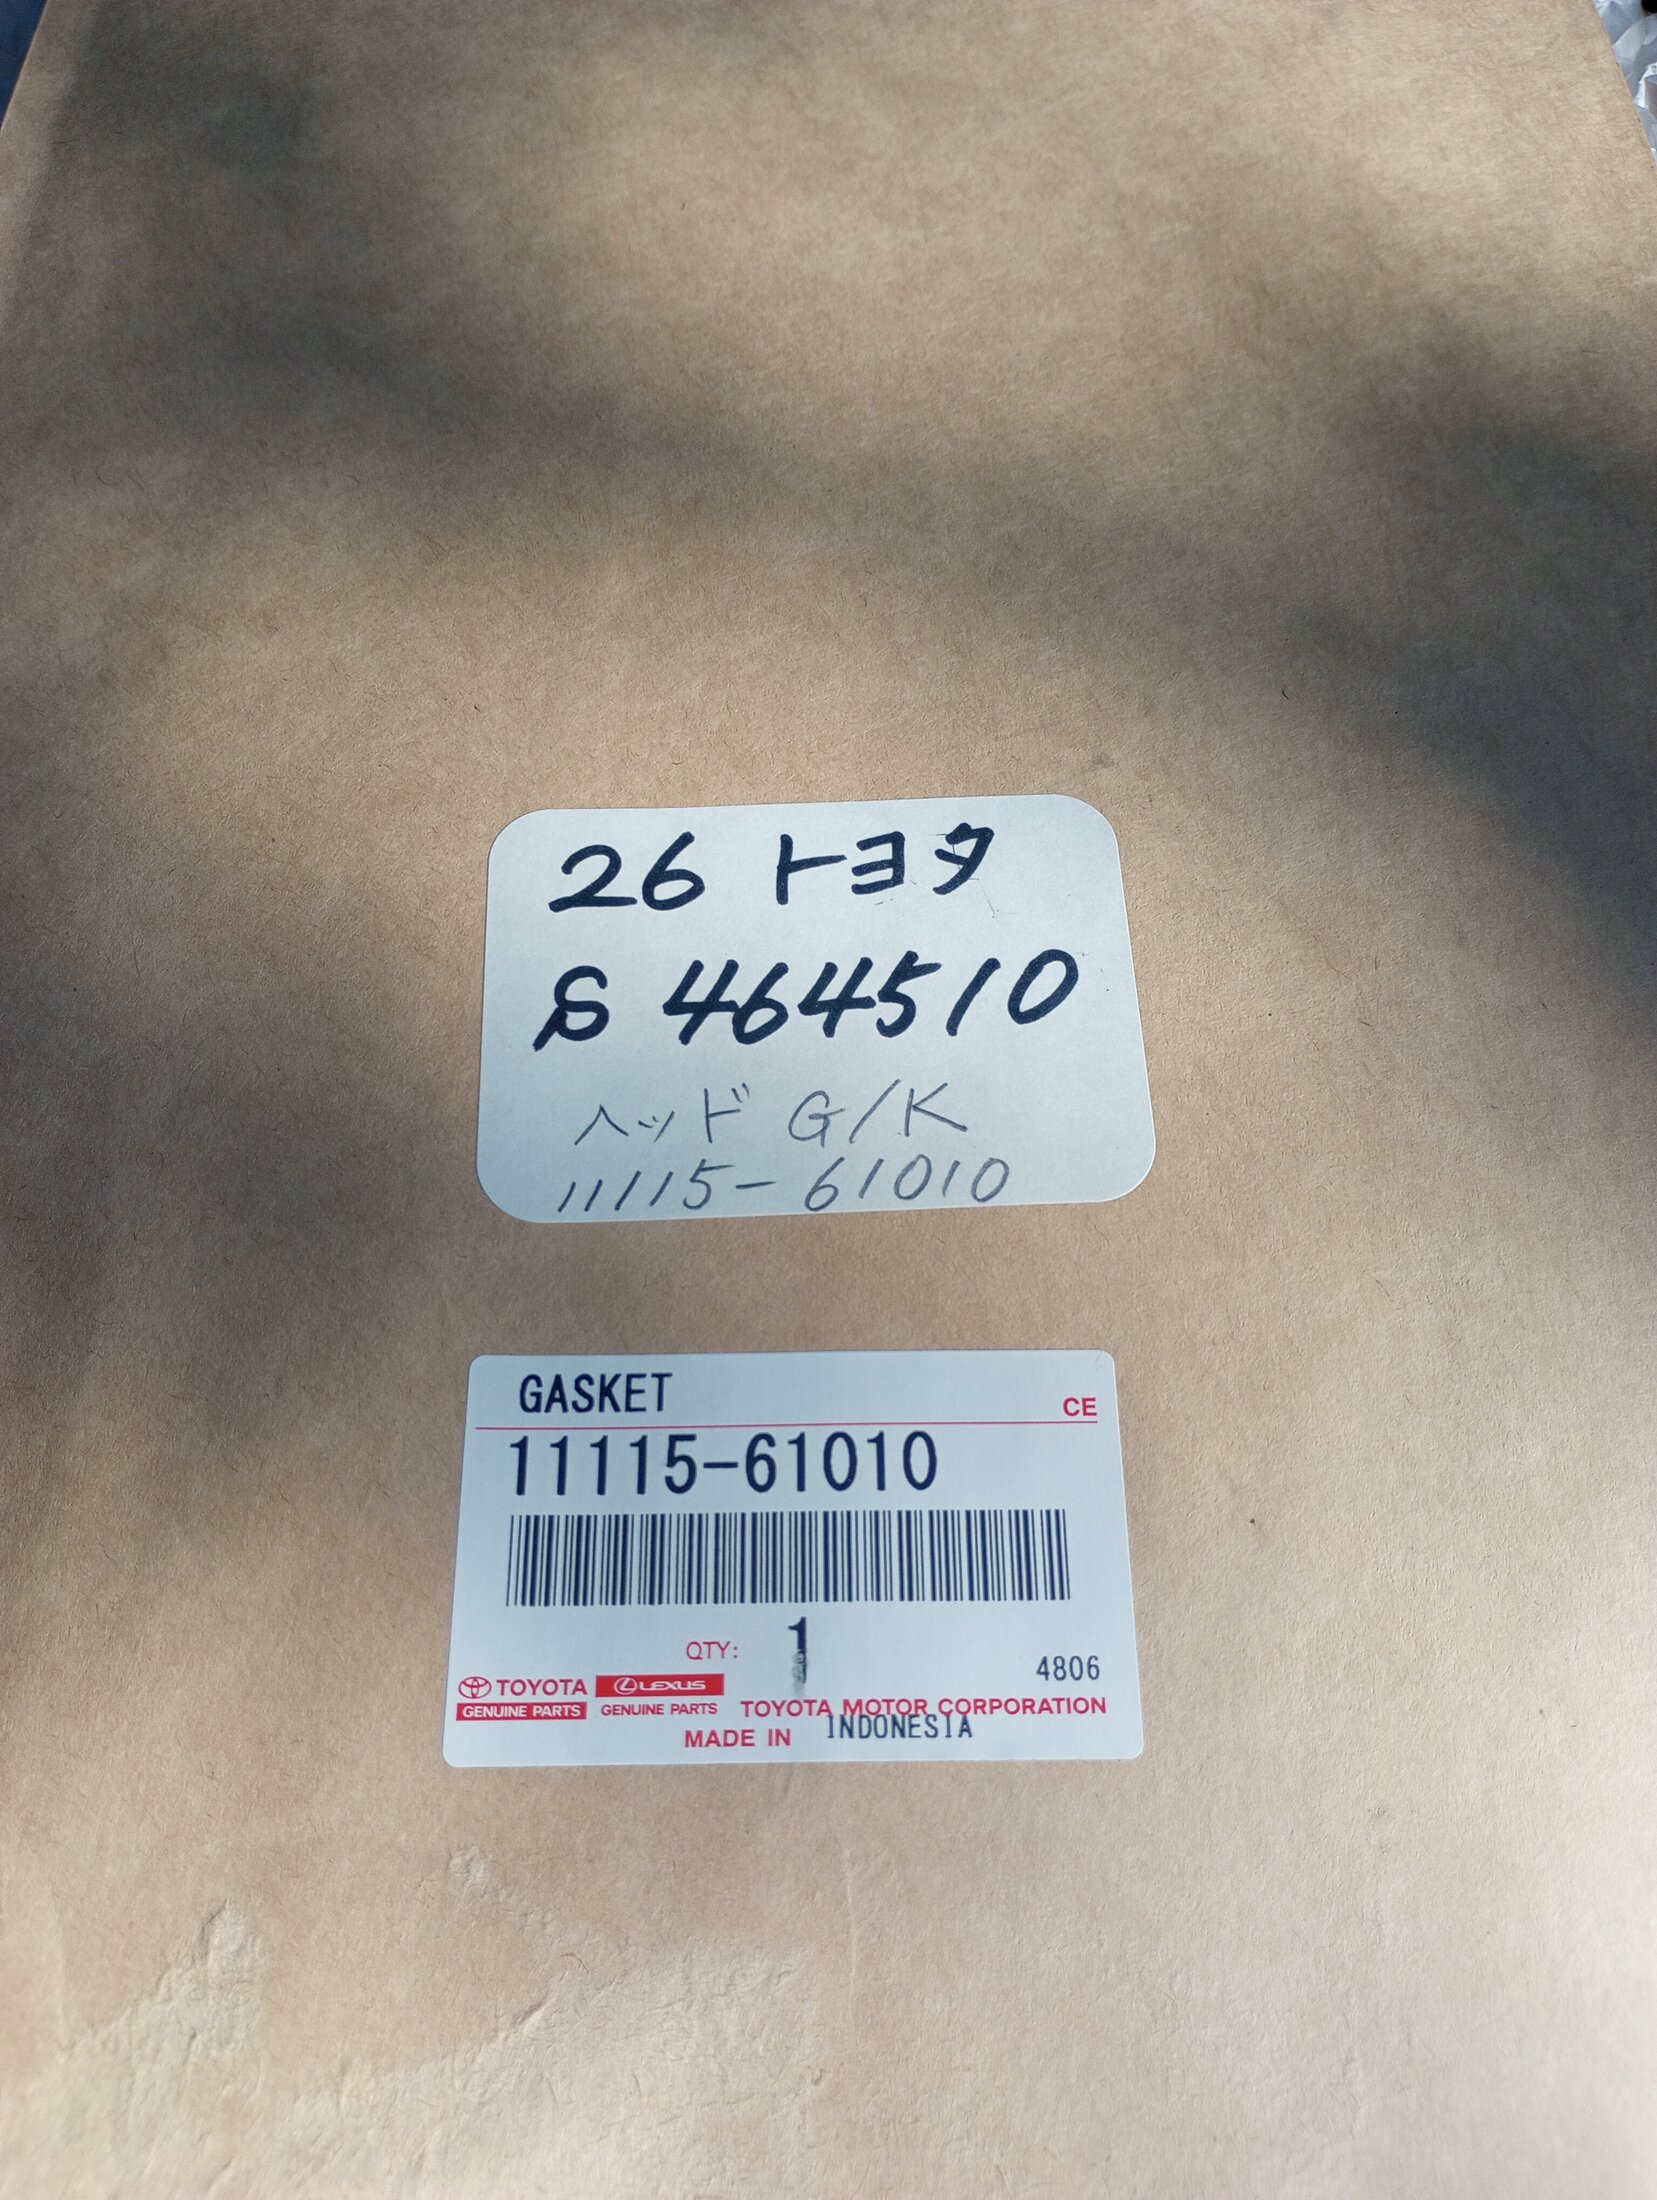 26 トヨタ
S 464510
ヘッド G/K
11115-61010
GASKET
CE
11115-61010
QTY: 1
4806
TOYOTA LEXUS
GENUINE PARTS GENUINE PARTS TOYOTA MOTOR CORPORATION
MADE IN INDONESIA